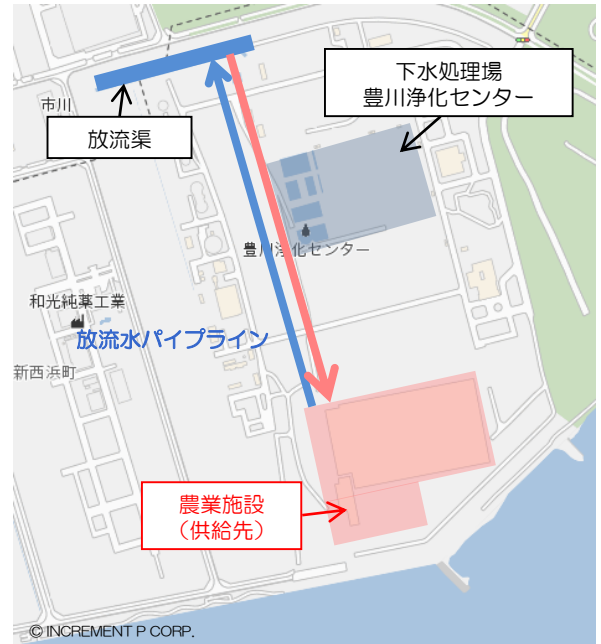 下水処理場
豊川浄化センター
市川
放流渠
豊川浄化センター
和光純薬工業
放流水パイプライン
新西浜町
農業施設
（供給先）
© INCREMENT P CORP.